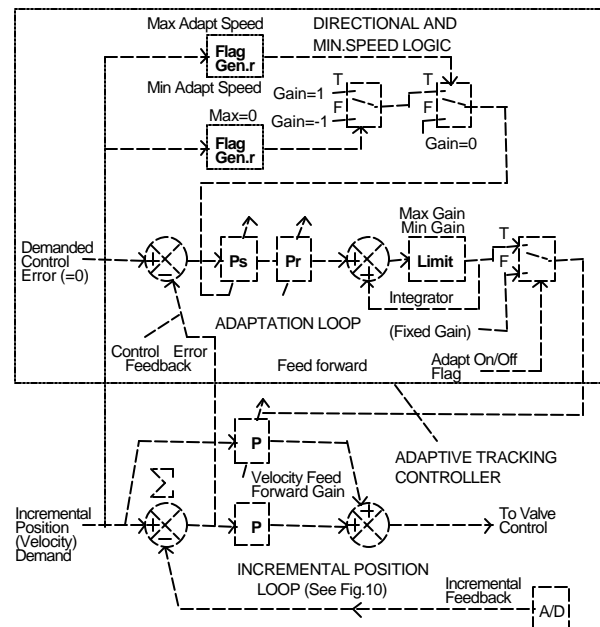 Max Adapt Speed
DIRECTIONAL AND
MIN.SPEED LOGIC
Flag
Gen.r
Min Adapt Speed
Max=0
Flag
Gen.r
Gain=1
T
F
Gain=-1
T
F
Gain=0
Demanded
Control
Error (=0)
+
−
Ps
Pr
+
+
Max Gain
Min Gain
Limit
T
F
Integrator
ADAPTATION LOOP
(Fixed Gain)
Control Error
Feedback
Feed forward
Adapt On/Off
Flag
P
ADAPTIVE TRACKING
CONTROLLER
Velocity Feed
Forward Gain
Σ
Incremental
Position
(Velocity)
Demand
+
−
P
+
+
To Valve
Control
INCREMENTAL POSITION
LOOP (See Fig.10)
Incremental
Feedback
A/D